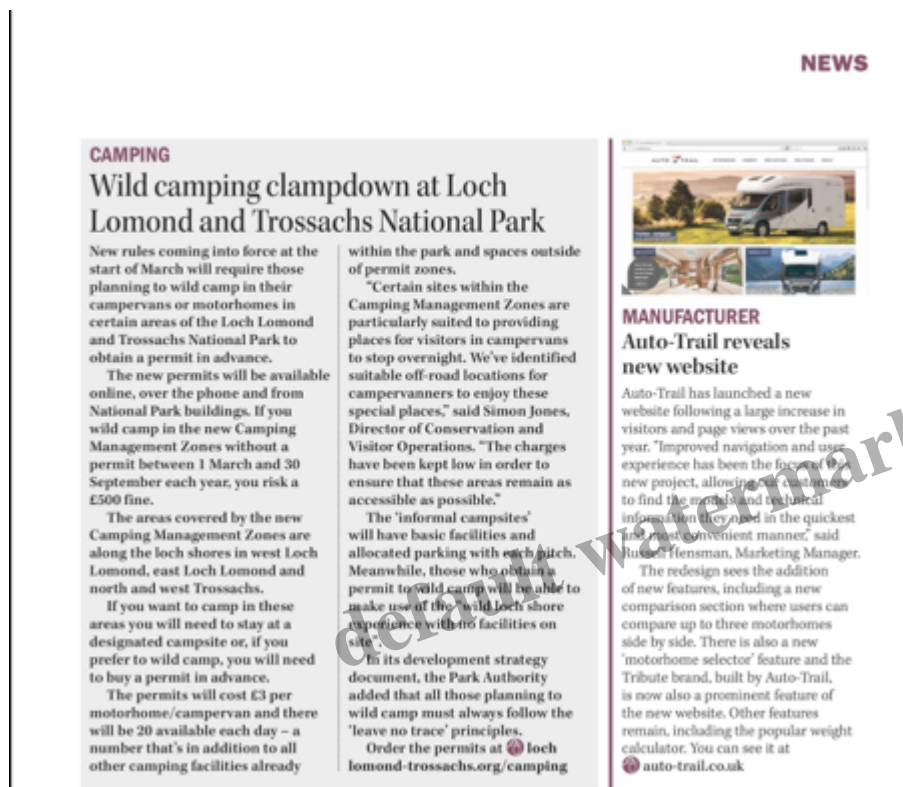 NEWS
CAMPING
Wild camping clampdown at Loch
Lomond and Trossachs National Park
New rules coming into force at the
start of March will require those
planning to wild camp in their
campervans or motorhomes in
certain areas of the Loch Lomond
and Trossachs National Park to
obtain a permit in advance.
The new permits will be available
online, over the phone and from
National Park buildings. If you
wild camp in the new Camping
Management Zones without a
permit between 1 March and 30
September each year, you risk a
£500 fine.
The areas covered by the new
Camping Management Zones are
along the loch shores in west Loch
Lomond, east Loch Lomond and
north and west Trossachs.
If you want to camp in these
areas you will need to stay at a
designated campsite or, if you
prefer to wild camp, you will need
to buy a permit in advance.
The permits will cost £3 per
motorhome/campervan and there
will be 20 available each day – a
number that's in addition to all
other camping facilities already
within the park and spaces outside
of permit zones.
"Certain sites within the
Camping Management Zones are
particularly suited to providing
places for visitors in campervans
to stop overnight. We've identified
suitable off-road locations for
campervanners to enjoy these
special places," said Simon Jones,
Director of Conservation and
Visitor Operations. "The charges
have been kept low in order to
ensure that these areas remain as
accessible as possible."
The 'informal campsites'
will have basic facilities and
allocated parking with each pitch.
Meanwhile, those who obtain a
permit to wild camp will be able to
make use of the 'wild loch shore
experience with no facilities on
site'.
In its development strategy
document, the Park Authority
added that all those planning to
wild camp must always follow the
'leave no trace' principles.
Order the permits at loch
lomond-trossachs.org/camping
AUTO TRAIL
MANUFACTURER
Auto-Trail reveals
new website
Auto-Trail has launched a new
website following a large increase in
visitors and page views over the past
year. "Improved navigation and user
experience has been the focus of this
new project, allowing our customers
to find the models and technical
information they need in the quickest
and most convenient manner," said
Hensman, Marketing Manager.
The redesign sees the addition
of new features, including a new
comparison section where users can
compare up to three motorhomes
side by side. There is also a new
'motorhome selector' feature and the
Tribute brand, built by Auto-Trail,
is now also a prominent feature of
the new website. Other features
remain, including the popular weight
calculator. You can see it at
auto-trail.co.uk
default watermark